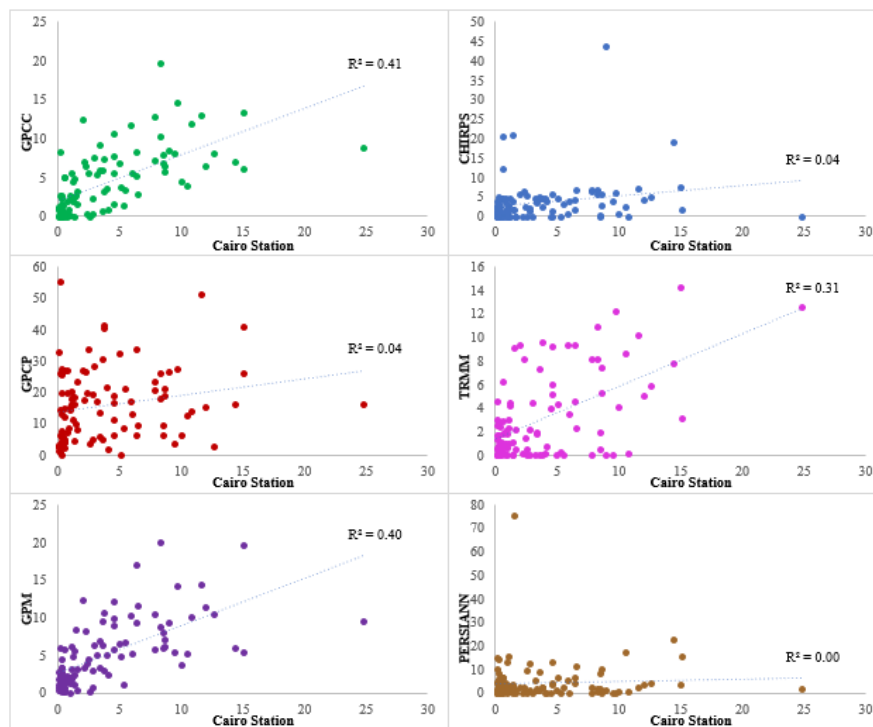 25
20
15
10
5
0
GPCC
R² = 0.41
0 5 10 15 20 25 30
Cairo Station
50
45
40
35
30
25
20
15
10
5
0
CHIRPS
R² = 0.04
0 5 10 15 20 25 30
Cairo Station
60
50
40
30
20
10
0
GPCP
R² = 0.04
0 5 10 15 20 25 30
Cairo Station
16
14
12
10
8
6
4
2
0
TRMM
R² = 0.31
0 5 10 15 20 25 30
Cairo Station
25
20
15
10
5
0
GPM
R² = 0.40
0 5 10 15 20 25 30
Cairo Station
80
70
60
50
40
30
20
10
0
PERSIANN
R² = 0.00
0 5 10 15 20 25 30
Cairo Station